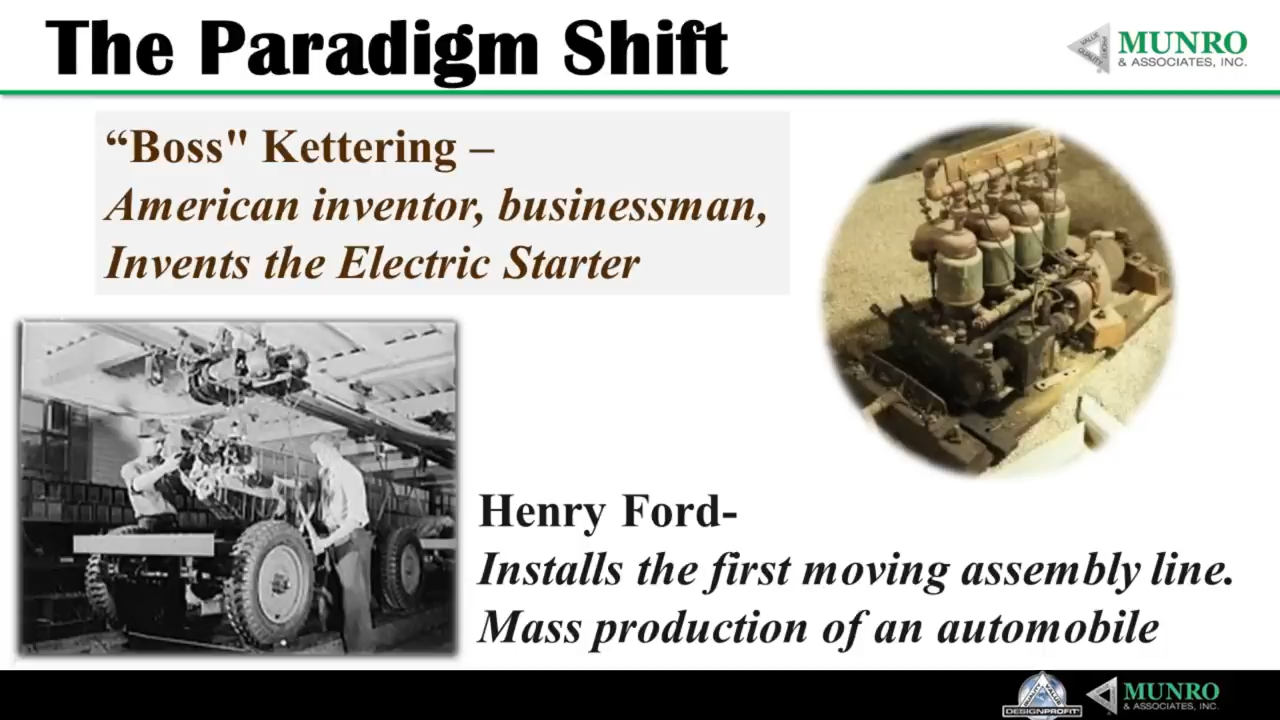 The Paradigm Shift
MUNRO
& ASSOCIATES, INC.
“Boss" Kettering –
American inventor, businessman,
Invents the Electric Starter
Henry Ford-
Installs the first moving assembly line.
Mass production of an automobile
DESIGNPROFIT
MUNRO
& ASSOCIATES, INC.